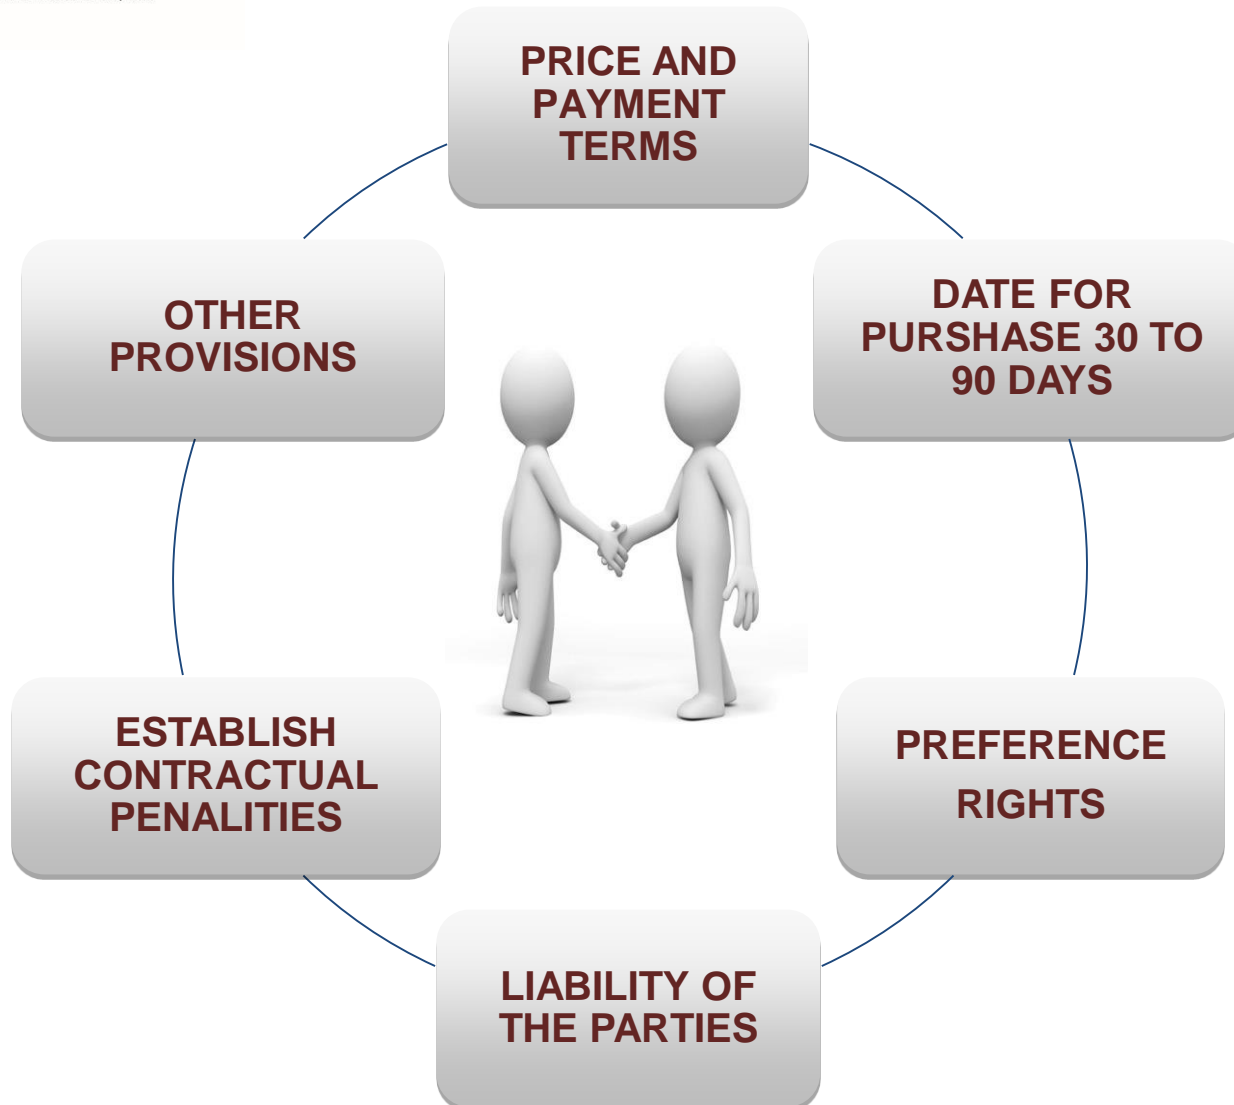 PRICE AND
PAYMENT
TERMS
DATE FOR
PURSHASE 30 TO
90 DAYS
PREFERENCE
RIGHTS
LIABILITY OF
THE PARTIES
ESTABLISH
CONTRACTUAL
PENALITIES
OTHER
PROVISIONS